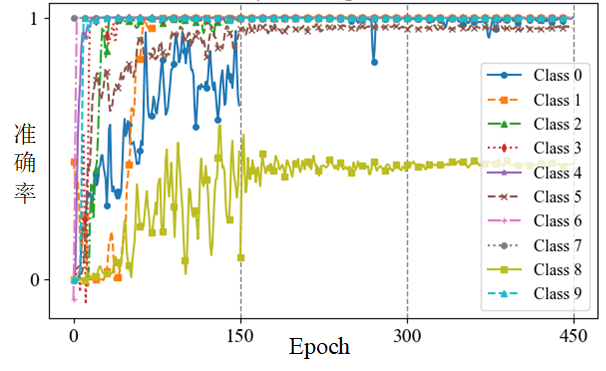 1
准
确
率
0
0
150
300
450
Epoch
Class 0
Class 1
Class 2
Class 3
Class 4
Class 5
Class 6
Class 7
Class 8
Class 9